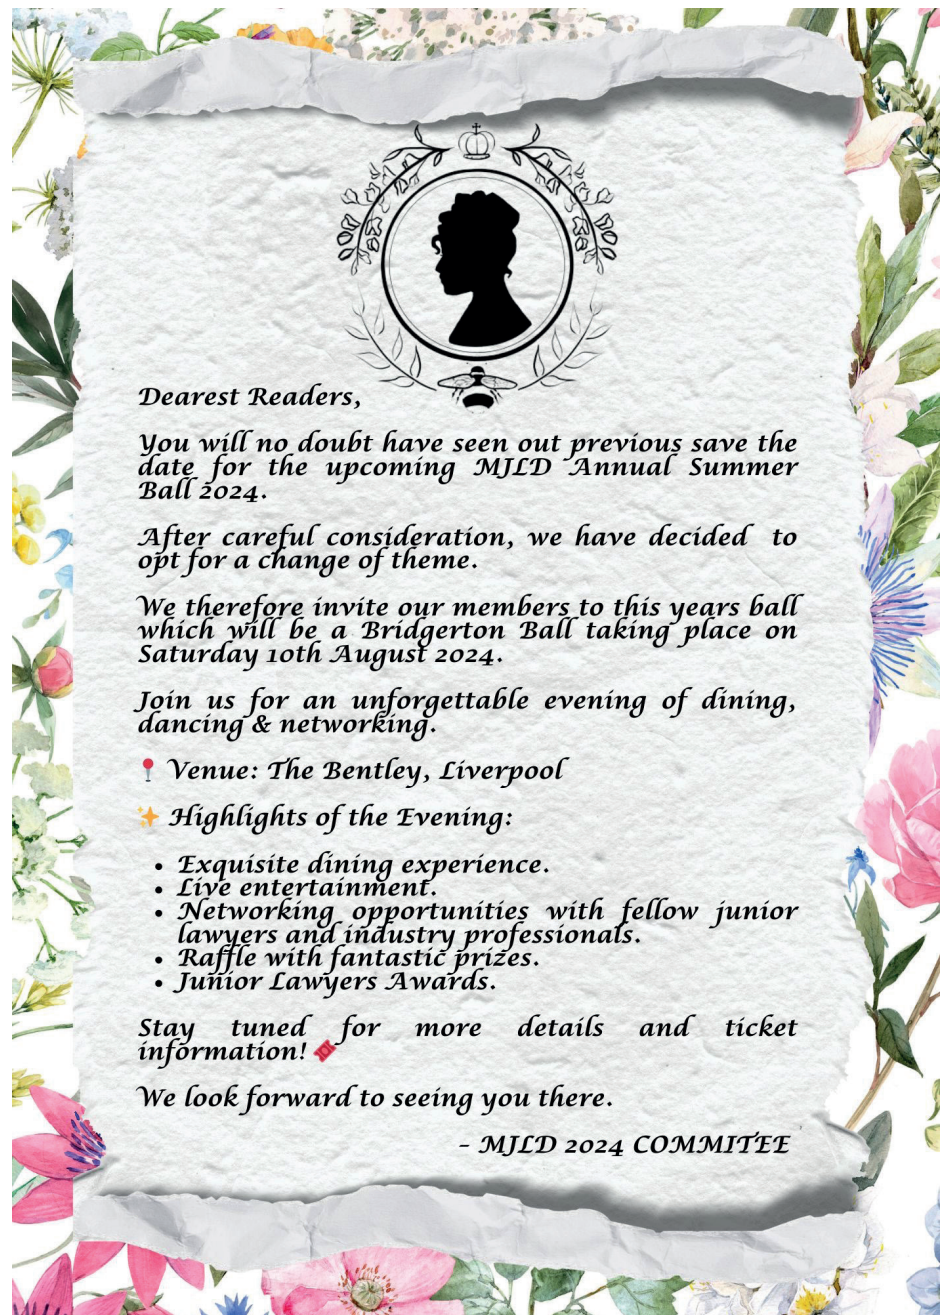 Dearest Readers,
You will no doubt have seen out previous save the
date for the upcoming MJLD Annual Summer
Ball 2024.
After careful consideration, we have decided to
opt for a change of theme.
We therefore invite our members to this years ball
which will be a Bridgerton Ball taking place on
Saturday 10th August 2024.
Join us for an unforgettable evening of dining,
dancing & networking.
📍 Venue: The Bentley, Liverpool
✨ Highlights of the Evening:
• Exquisite dining experience.
• Live entertainment.
• Networking opportunities with fellow junior
lawyers and industry professionals.
• Raffle with fantastic prizes.
• Junior Lawyers Awards.
Stay tuned for more details and ticket
information! 🎟️
We look forward to seeing you there.
– MJLD 2024 COMMITEE